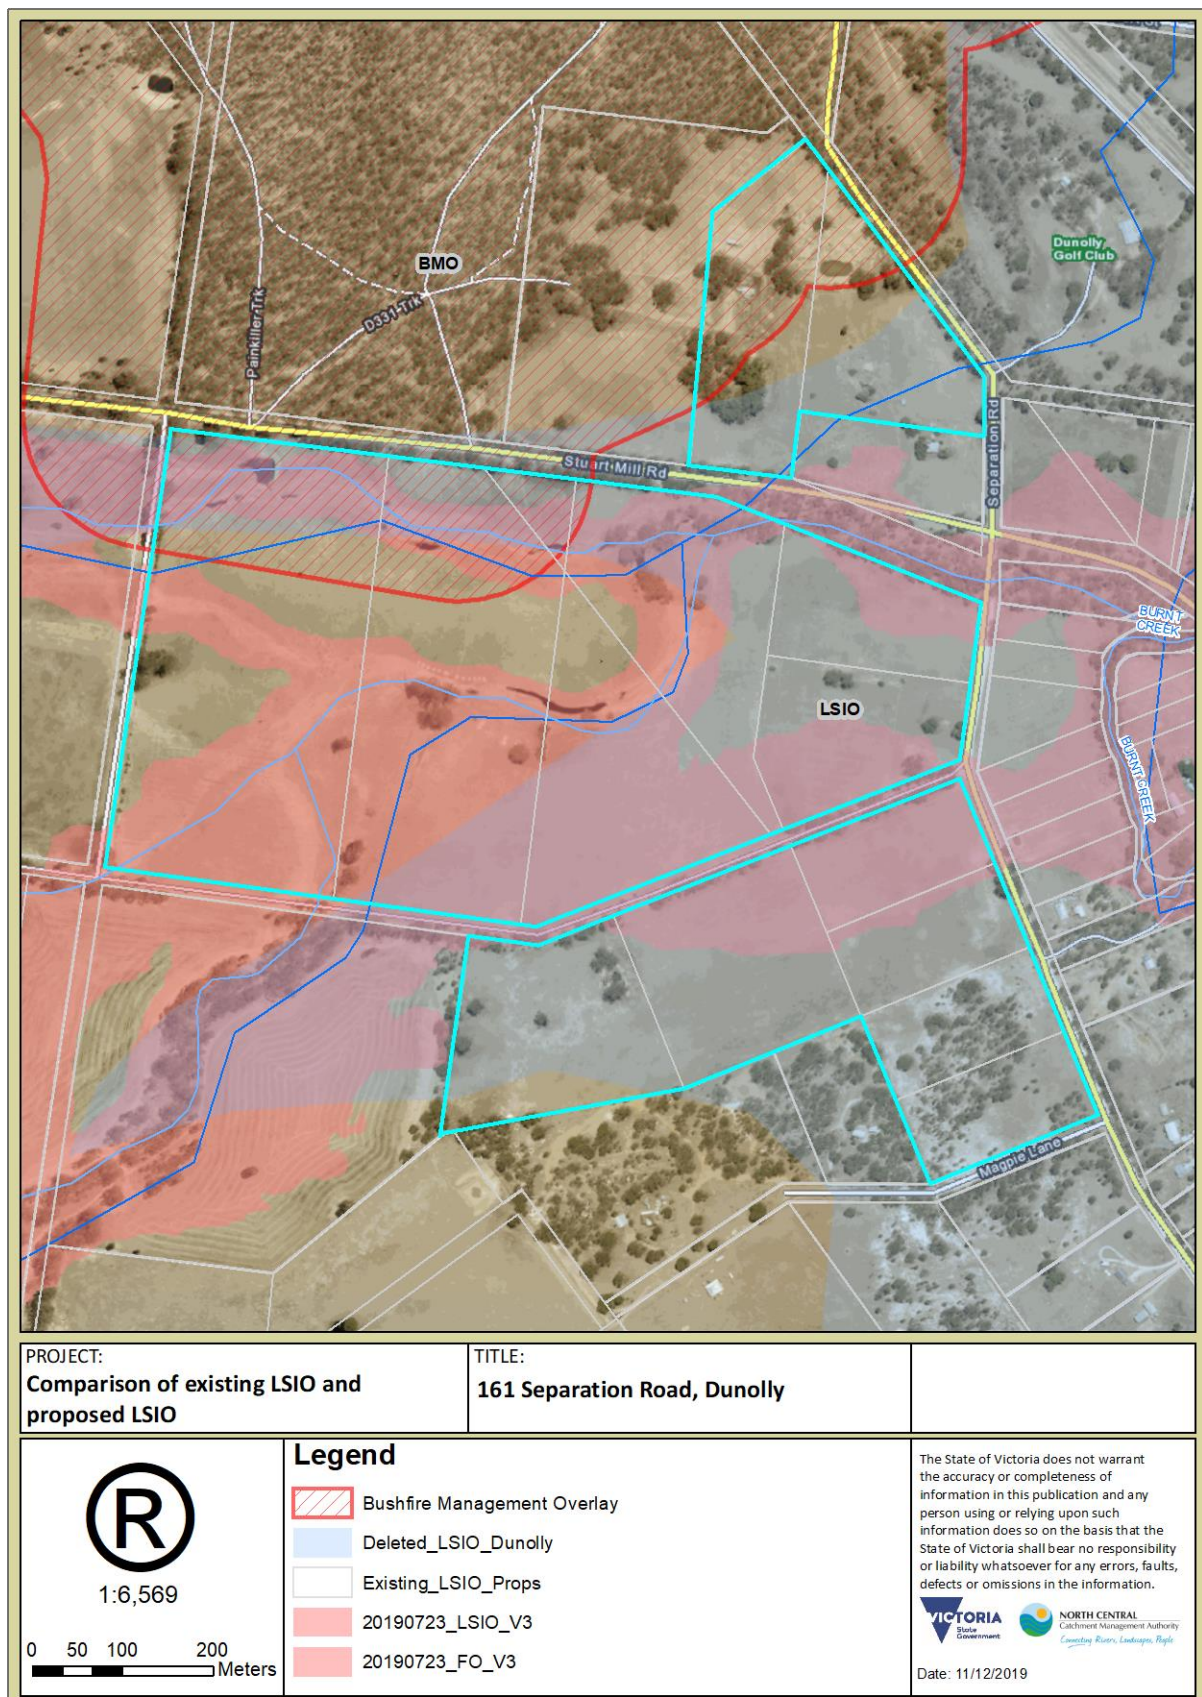 BMO
Painkiller Trk
D331 Trk
Dunolly
Golf Club
Stuart Mill Rd
Separation Rd
BURNT
CREEK
LSIO
BURNT CREEK
Magpie Lane
PROJECT:
Comparison of existing LSIO and
proposed LSIO
TITLE:
161 Separation Road, Dunolly
R
1:6,569
0 50 100 200
Meters
Legend
Bushfire Management Overlay
Deleted_LSIO_Dunolly
Existing_LSIO_Props
20190723_LSIO_V3
20190723_FO_V3
The State of Victoria does not warrant
the accuracy or completeness of
information in this publication and any
person using or relying upon such
information does so on the basis that the
State of Victoria shall bear no responsibility
or liability whatsoever for any errors, faults,
defects or omissions in the information.
VICTORIA
State
Government
NORTH CENTRAL
Catchment Management Authority
Connecting Rivers, Landscapes, People
Date: 11/12/2019